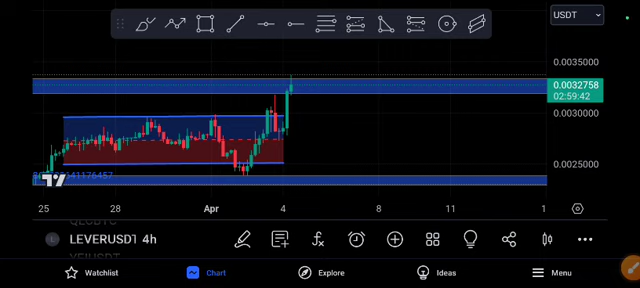 USDT
0.0035000
0.0032758
02:59:42
0.0030000
0.0025000
25
28
Apr
4
8
11
1
LEVERUSDT 4h
Watchlist
Chart
Explore
Ideas
Menu